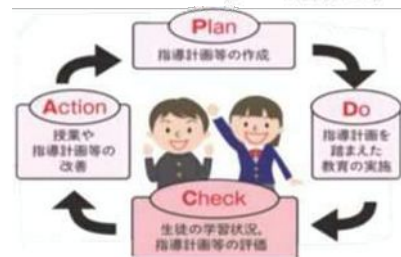 Plan
指導計画等の作成
Do
指導計画を
踏まえた
教育の実施
Check
生徒の学習状況,
指導計画等の評価
Action
授業や
指導計画等の
改善